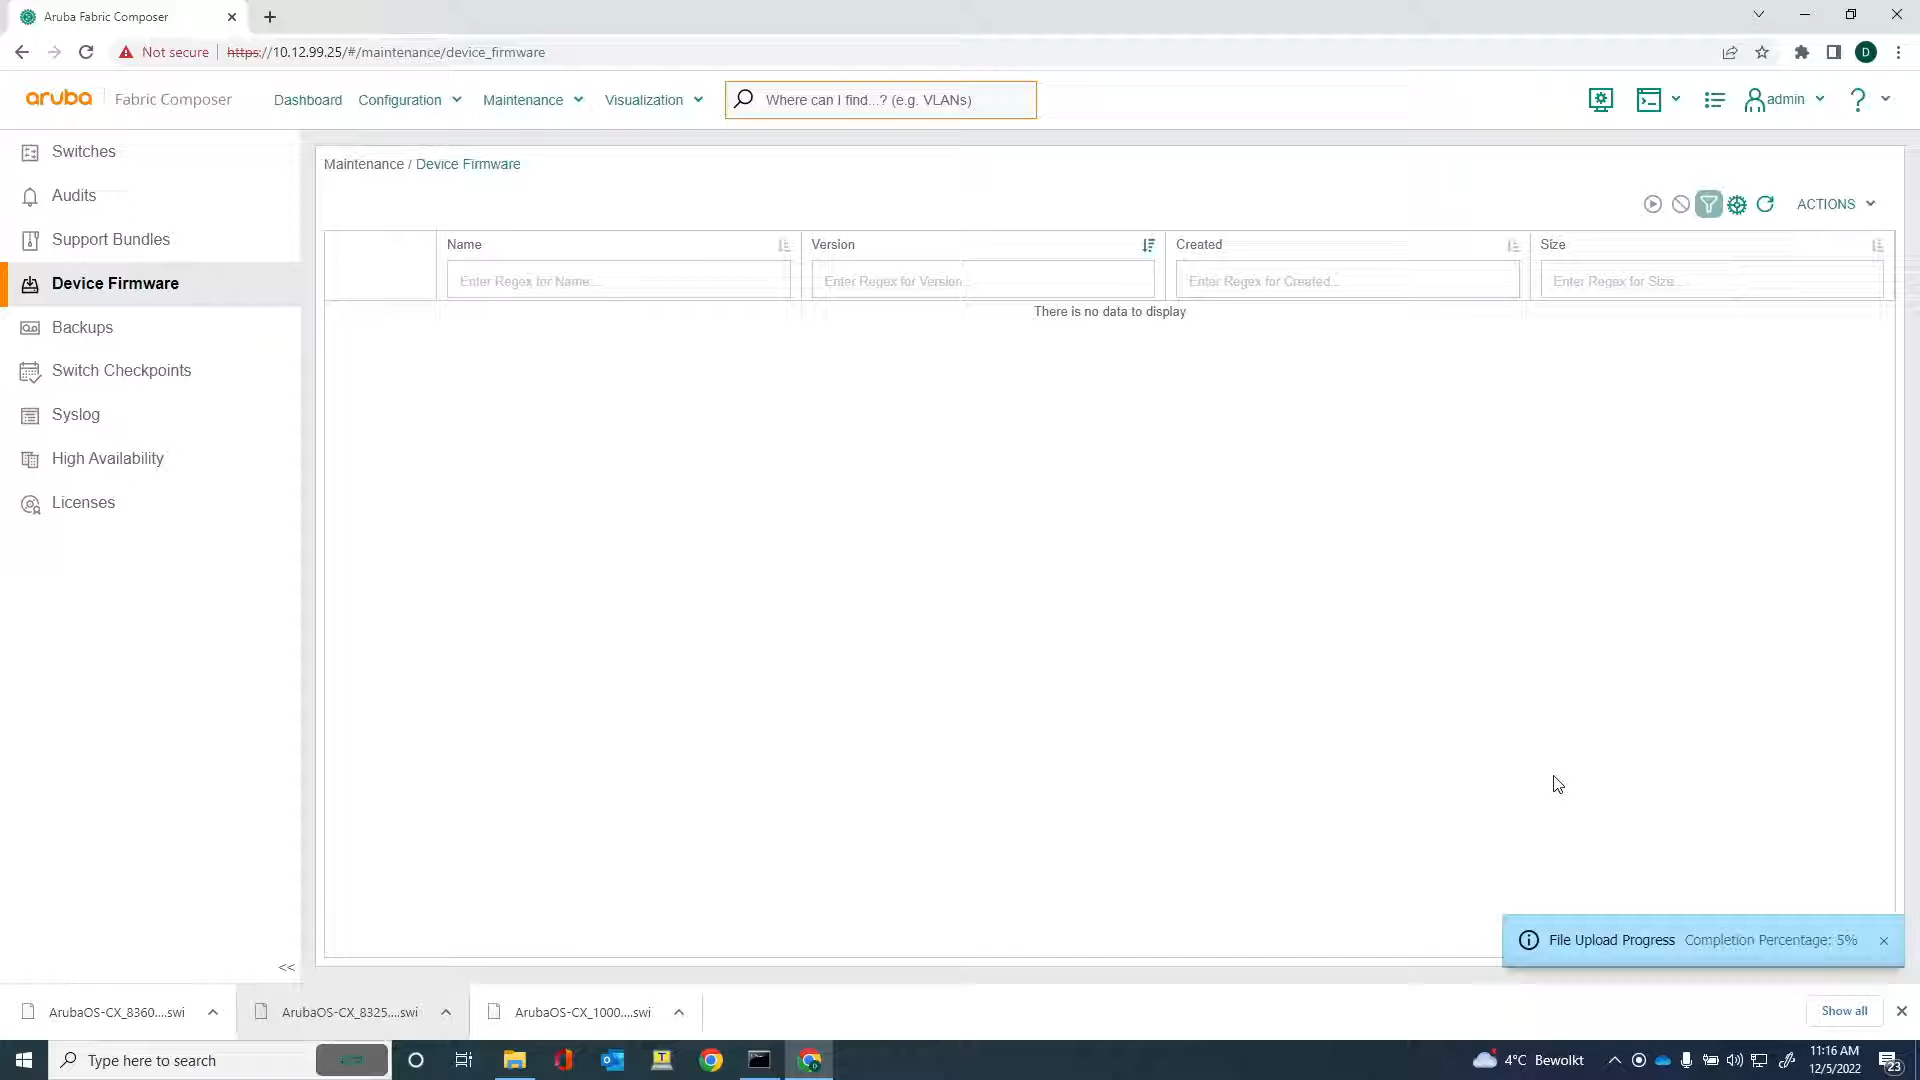 Aruba Fabric Composer
Not secure https://10.12.99.25/#/maintenance/device_firmware
D
aruba Fabric Composer Dashboard Configuration Maintenance Visualization Where can I find...? (e.g. VLANs) admin ?
Switches
Audits
Support Bundles
Device Firmware
Backups
Switch Checkpoints
Syslog
High Availability
Licenses
<<
Maintenance / Device Firmware
ACTIONS
Name Version Created Size
Enter Regex for Name... Enter Regex for Version... Enter Regex for Created... Enter Regex for Size...
There is no data to display
File Upload Progress Completion Percentage: 5%
ArubaOS-CX_8360....swi ArubaOS-CX_8325....swi ArubaOS-CX_1000....swi Show all
Type here to search
4°C Bewolkt
11:16 AM
12/5/2022
23